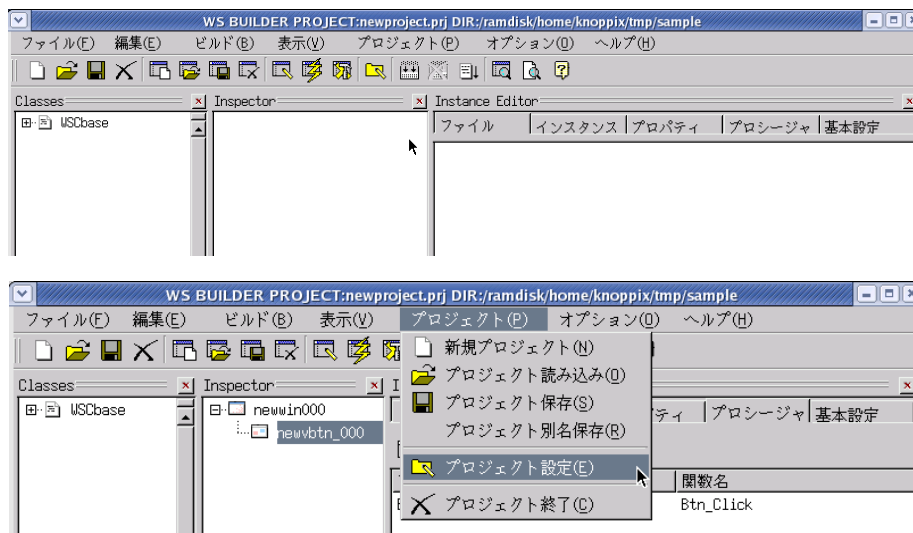 WS BUILDER PROJECT:newproject.prj DIR:/ramdisk/home/knoppix/tmp/sample
ファイル(F) 編集(E) ビルド(B) 表示(V) プロジェクト(P) オプション(O) ヘルプ(H)
Classes Inspector Instance Editor
WSCbase ファイル インスタンス プロパティ プロシージャ 基本設定
WS BUILDER PROJECT:newproject.prj DIR:/ramdisk/home/knoppix/tmp/sample
ファイル(F) 編集(E) ビルド(B) 表示(V) プロジェクト(P) オプション(O) ヘルプ(H)
新規プロジェクト(N)
プロジェクト読み込み(O)
Classes Inspector I
プロジェクト保存(S)
WSCbase newwin000 ティ プロシージャ 基本設定
newvbtn_000 プロジェクト別名保存(R)
プロジェクト設定(E)
関数名
プロジェクト終了(C) Btn_Click